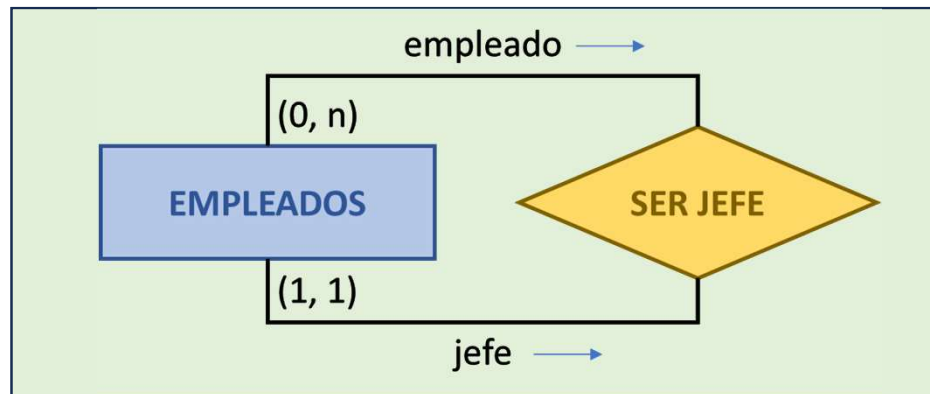 empleado
(0, n)
EMPLEADOS
SER JEFE
(1, 1)
jefe